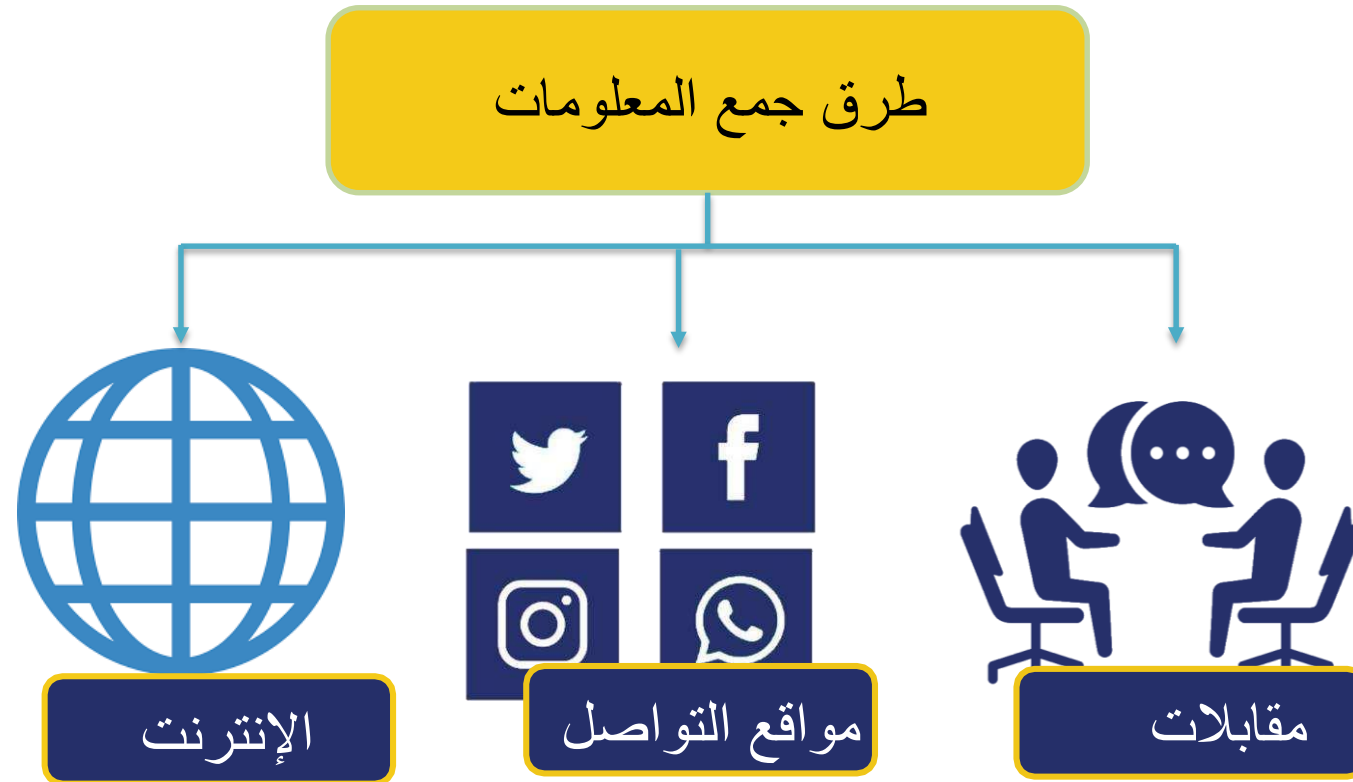 طرق جمع المعلومات
مقابلات
مواقع التواصل
الإنترنت